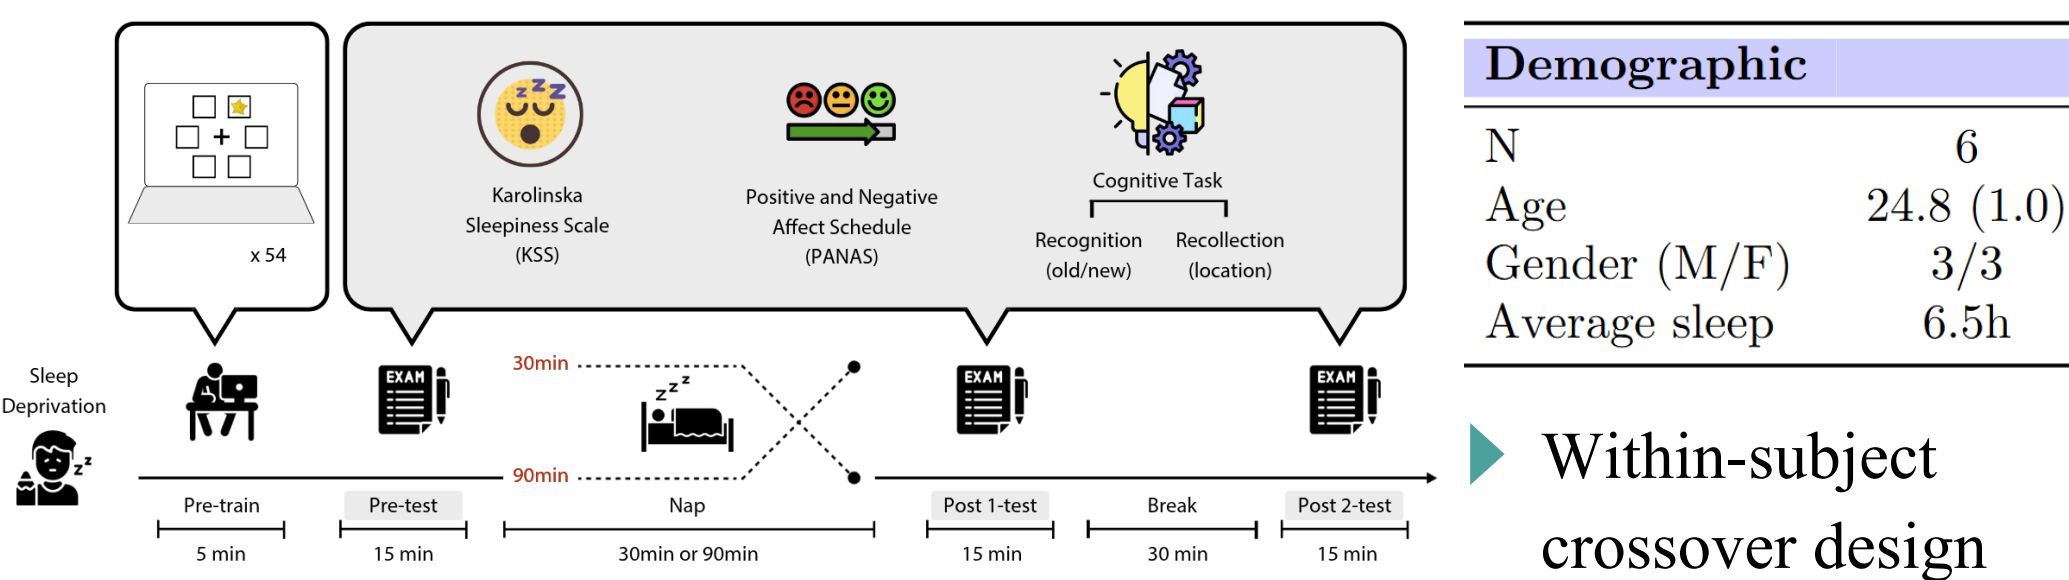 x 54
Karolinska
Sleepiness Scale
(KSS)
Positive and Negative
Affect Schedule
(PANAS)
Cognitive Task
Recognition
(old/new)
Recollection
(location)
Sleep
Deprivation
EXAM
30min
90min
z z z
EXAM
EXAM
Pre-train
Pre-test
Nap
Post 1-test
Break
Post 2-test
5 min
15 min
30min or 90min
15 min
30 min
15 min
Demographic
N 6
Age 24.8 (1.0)
Gender (M/F) 3/3
Average sleep 6.5h
Within-subject
crossover design